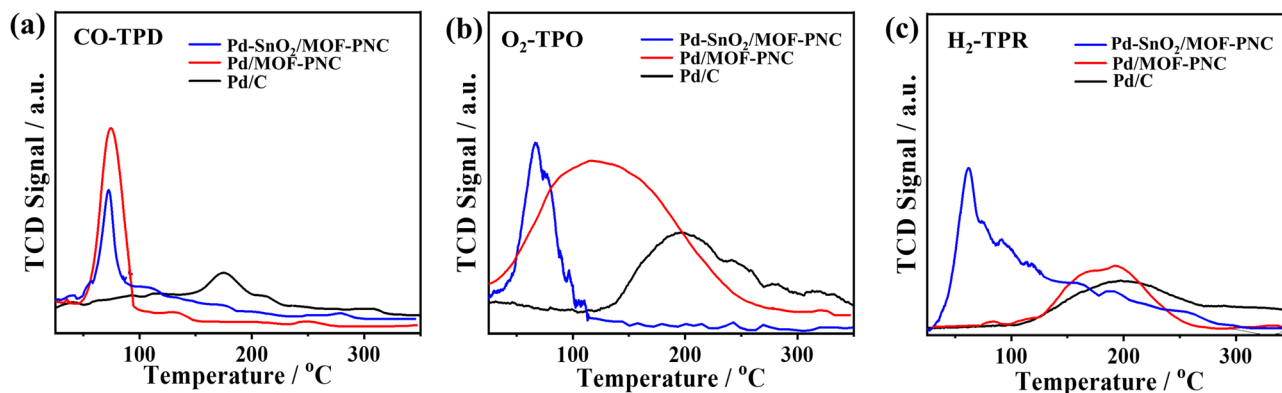 (a)
CO-TPD
Pd-SnO₂/MOF-PNC
Pd/MOF-PNC
Pd/C
TCD Signal / a.u.
100
200
300
Temperature / °C
(b)
O₂-TPO
Pd-SnO₂/MOF-PNC
Pd/MOF-PNC
Pd/C
TCD Signal / a.u.
100
200
300
Temperature / °C
(c)
H₂-TPR
Pd-SnO₂/MOF-PNC
Pd/MOF-PNC
Pd/C
TCD Signal / a.u.
100
200
300
Temperature / °C